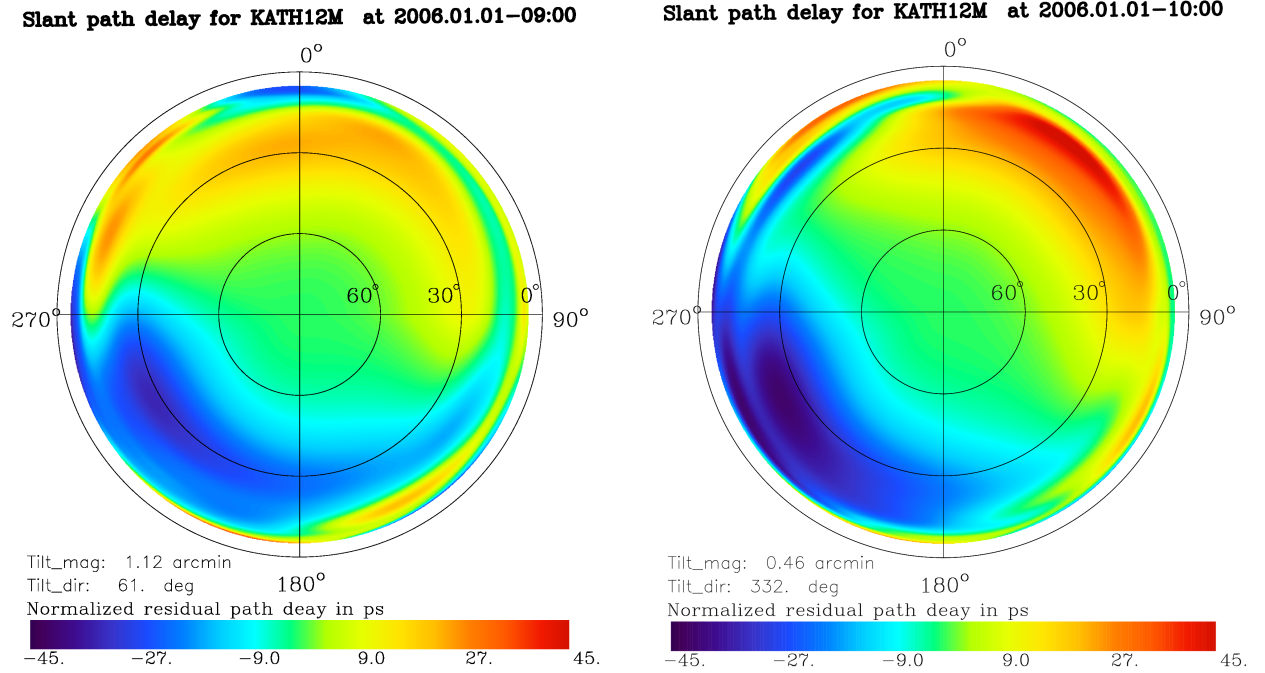 Slant path delay for KATH12M at 2006.01.01-09:00
0°
60° 30° 0°
270° 90°
Tilt_mag: 1.12 arcmin
Tilt_dir: 61. deg
180°
Normalized residual path deay in ps
-45. -27. -9.0 9.0 27. 45.
Slant path delay for KATH12M at 2006.01.01-10:00
0°
60° 30° 0°
270° 90°
Tilt_mag: 0.46 arcmin
Tilt_dir: 332. deg
180°
Normalized residual path deay in ps
-45. -27. -9.0 9.0 27. 45.